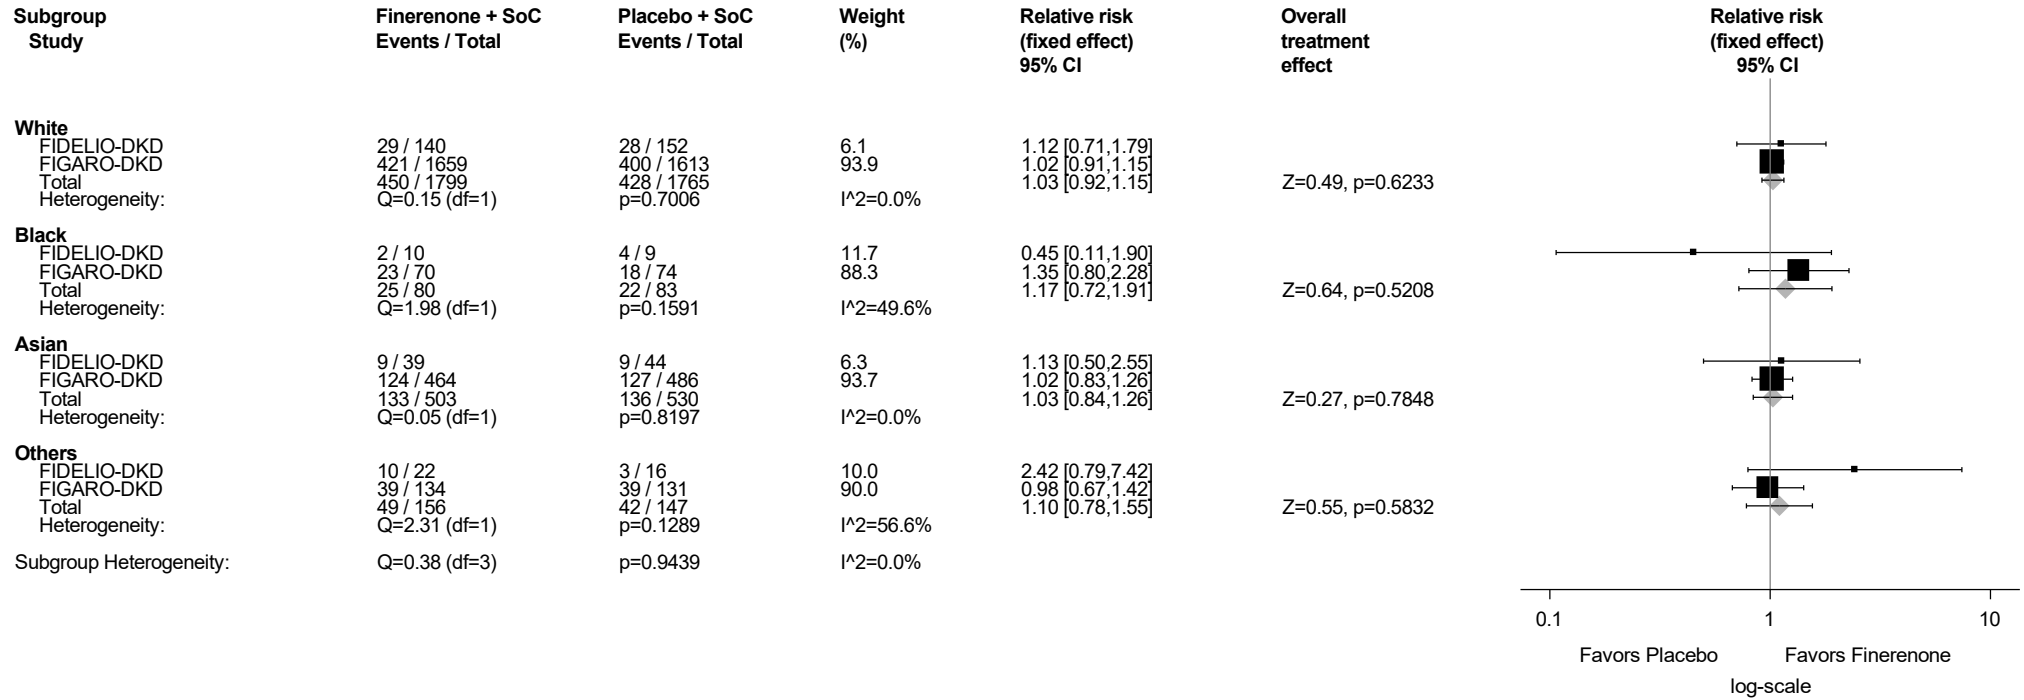 Subgroup Finerenone + SoC Placebo + SoC Weight Relative risk Overall Relative risk
Study Events / Total Events / Total (%) (fixed effect) treatment (fixed effect)
95% CI effect 95% CI
White
FIDELIO-DKD 29 / 140 28 / 152 6.1 1.12 [0.71,1.79]
FIGARO-DKD 421 / 1659 400 / 1613 93.9 1.02 [0.91,1.15]
Total 450 / 1799 428 / 1765 1.03 [0.92,1.15] Z=0.49, p=0.6233
Heterogeneity: Q=0.15 (df=1) p=0.7006 I^2=0.0%
Black
FIDELIO-DKD 2 / 10 4 / 9 11.7 0.45 [0.11,1.90]
FIGARO-DKD 23 / 70 18 / 74 88.3 1.35 [0.80,2.28]
Total 25 / 80 22 / 83 1.17 [0.72,1.91] Z=0.64, p=0.5208
Heterogeneity: Q=1.98 (df=1) p=0.1591 I^2=49.6%
Asian
FIDELIO-DKD 9 / 39 9 / 44 6.3 1.13 [0.50,2.55]
FIGARO-DKD 124 / 464 127 / 486 93.7 1.02 [0.83,1.26]
Total 133 / 503 136 / 530 1.03 [0.84,1.26] Z=0.27, p=0.7848
Heterogeneity: Q=0.05 (df=1) p=0.8197 I^2=0.0%
Others
FIDELIO-DKD 10 / 22 3 / 16 10.0 2.42 [0.79,7.42]
FIGARO-DKD 39 / 134 39 / 131 90.0 0.98 [0.67,1.42]
Total 49 / 156 42 / 147 1.10 [0.78,1.55] Z=0.55, p=0.5832
Heterogeneity: Q=2.31 (df=1) p=0.1289 I^2=56.6%
Subgroup Heterogeneity: Q=0.38 (df=3) p=0.9439 I^2=0.0%
0.1 1 10
Favors Placebo Favors Finerenone
log-scale